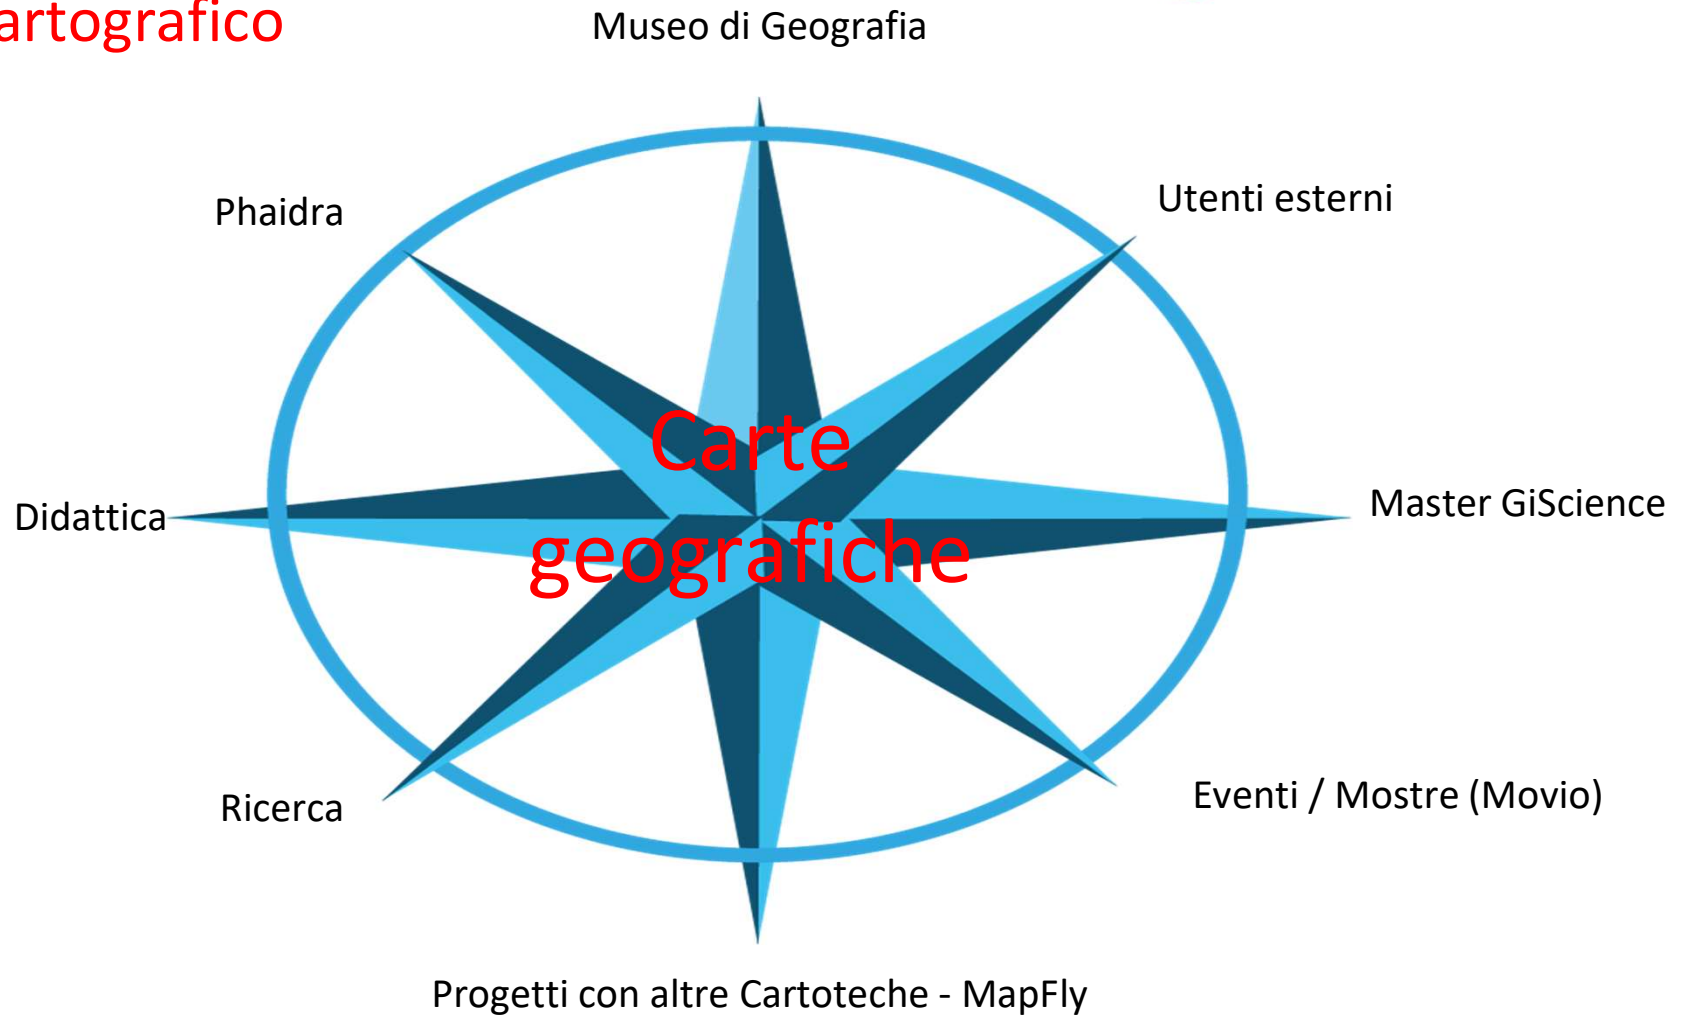 artografico
Museo di Geografia
Phaidra
Utenti esterni
Carte
geografiche
Didattica
Master GiScience
Ricerca
Eventi / Mostre (Movio)
Progetti con altre Cartoteche - MapFly